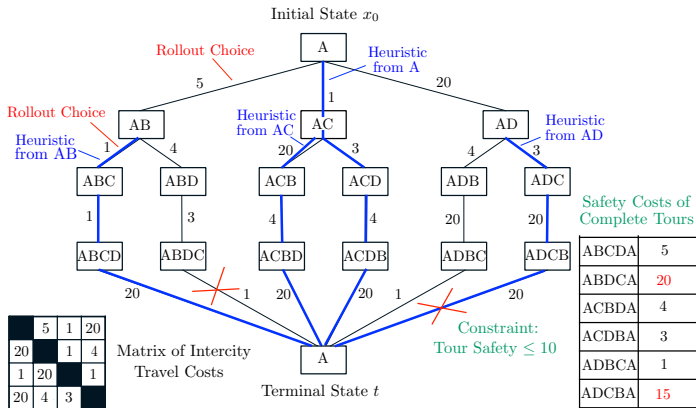 Initial State x₀
A
Rollout Choice
Heuristic
from A
5
1
20
Rollout Choice
AB
AC
AD
Heuristic
from AB
Heuristic
from AC
Heuristic
from AD
1
4
20
3
4
3
ABC
ABD
ACB
ACD
ADB
ADC
1
3
4
4
20
20
ABCD
ABDC
ACBD
ACDB
ADBC
ADCB
20
1
20
20
1
20
A
Terminal State t
Matrix of Intercity
Travel Costs
5 1 20
20 1 4
1 20 1
20 4 3
Constraint:
Tour Safety ≤ 10
Safety Costs of
Complete Tours
ABCDA 5
ABDCA 20
ACBDA 4
ACDBA 3
ADBCA 1
ADCBA 15